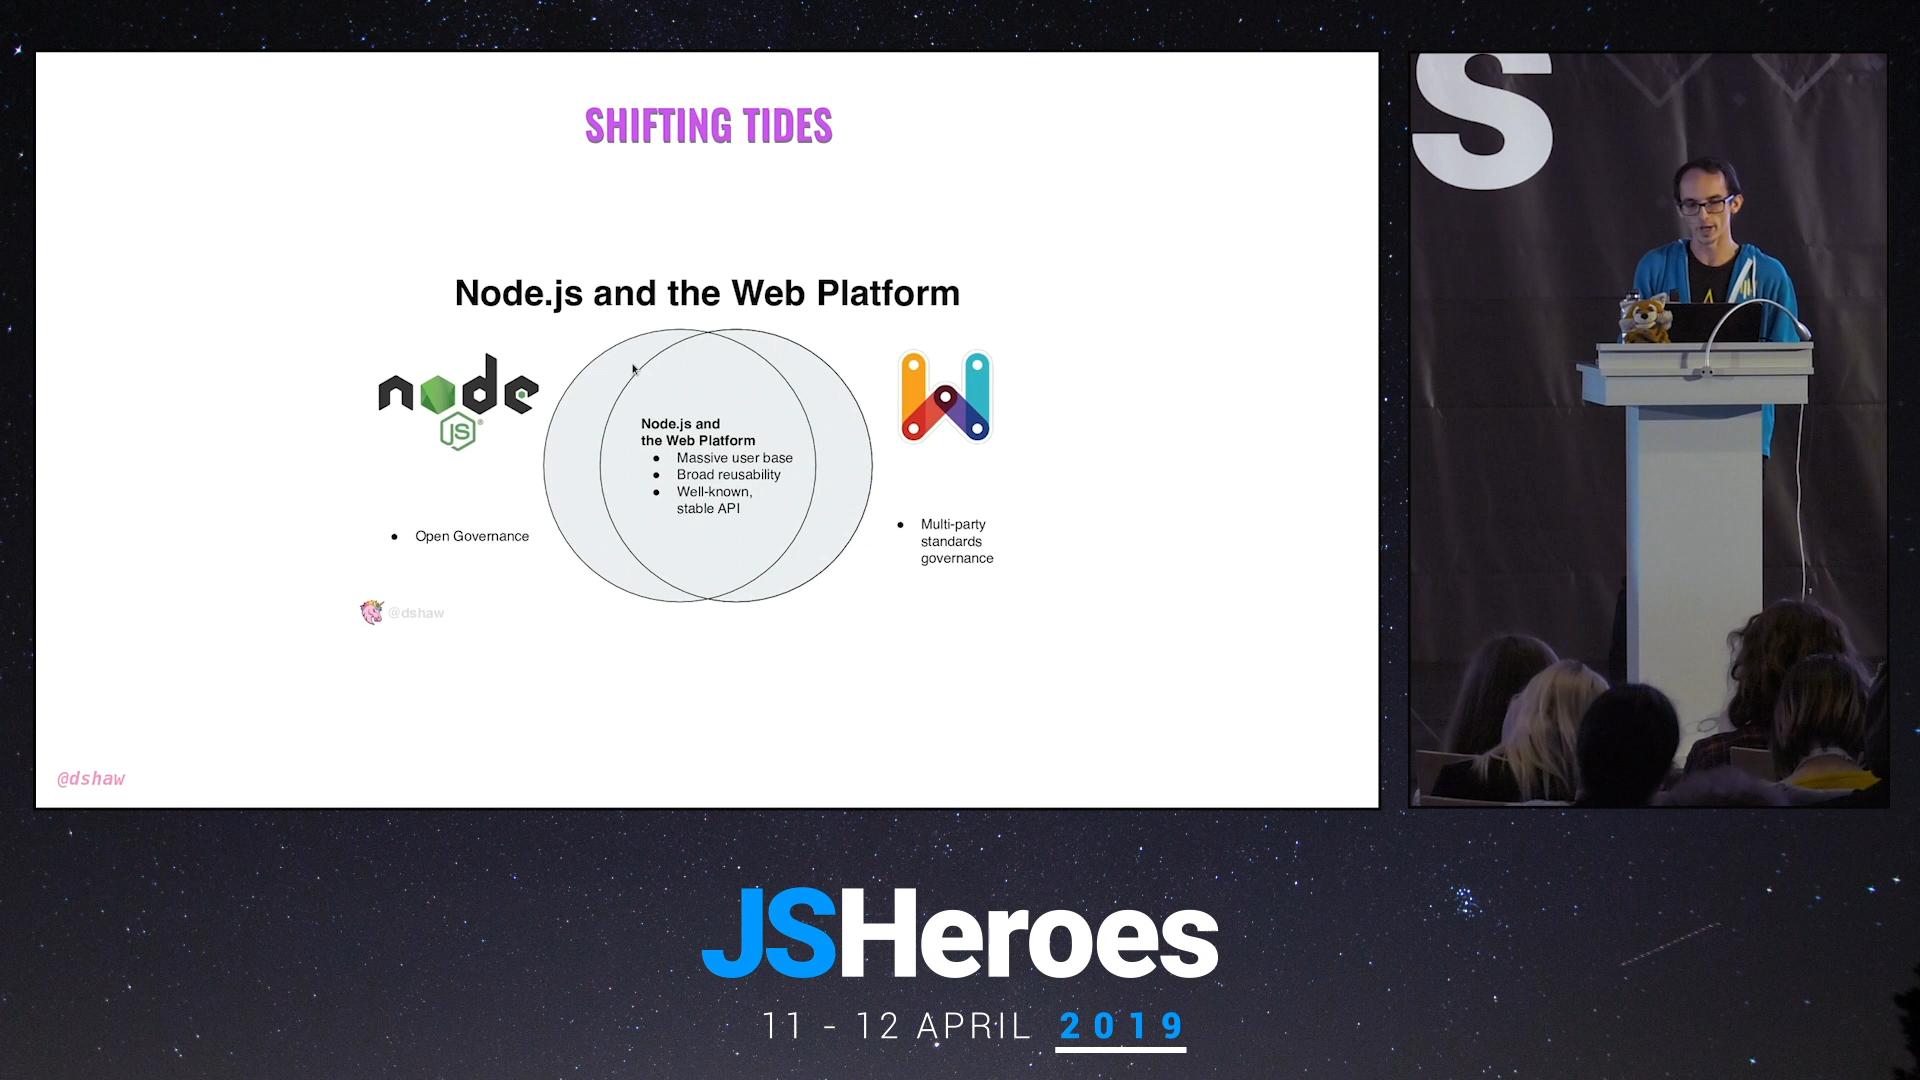 SHIFTING TIDES
Node.js and the Web Platform
node
JS
Node.js and
the Web Platform
● Massive user base
● Broad reusability
● Well-known,
stable API
● Open Governance
● Multi-party
standards
governance
@dshaw
@dshaw
S
JSHeroes
11 - 12 APRIL 2019